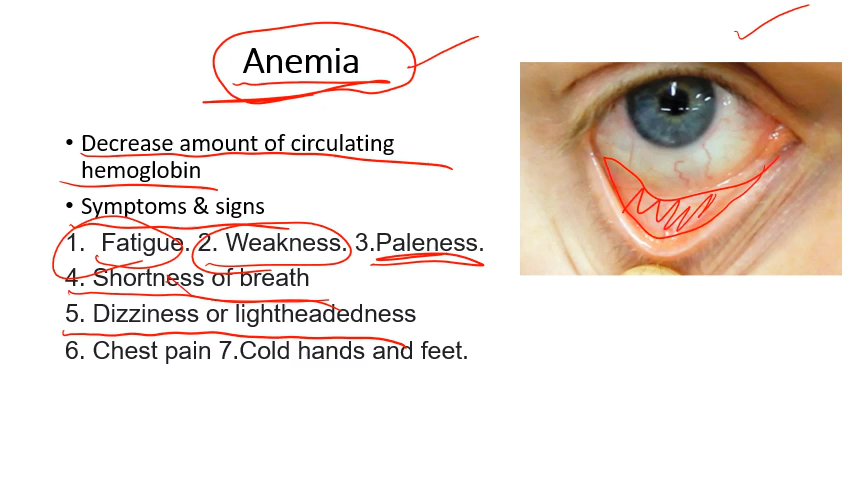 Anemia
• Decrease amount of circulating
hemoglobin
• Symptoms & signs
1. Fatigue. 2. Weakness. 3.Paleness.
4. Shortness of breath
5. Dizziness or lightheadedness
6. Chest pain 7.Cold hands and feet.